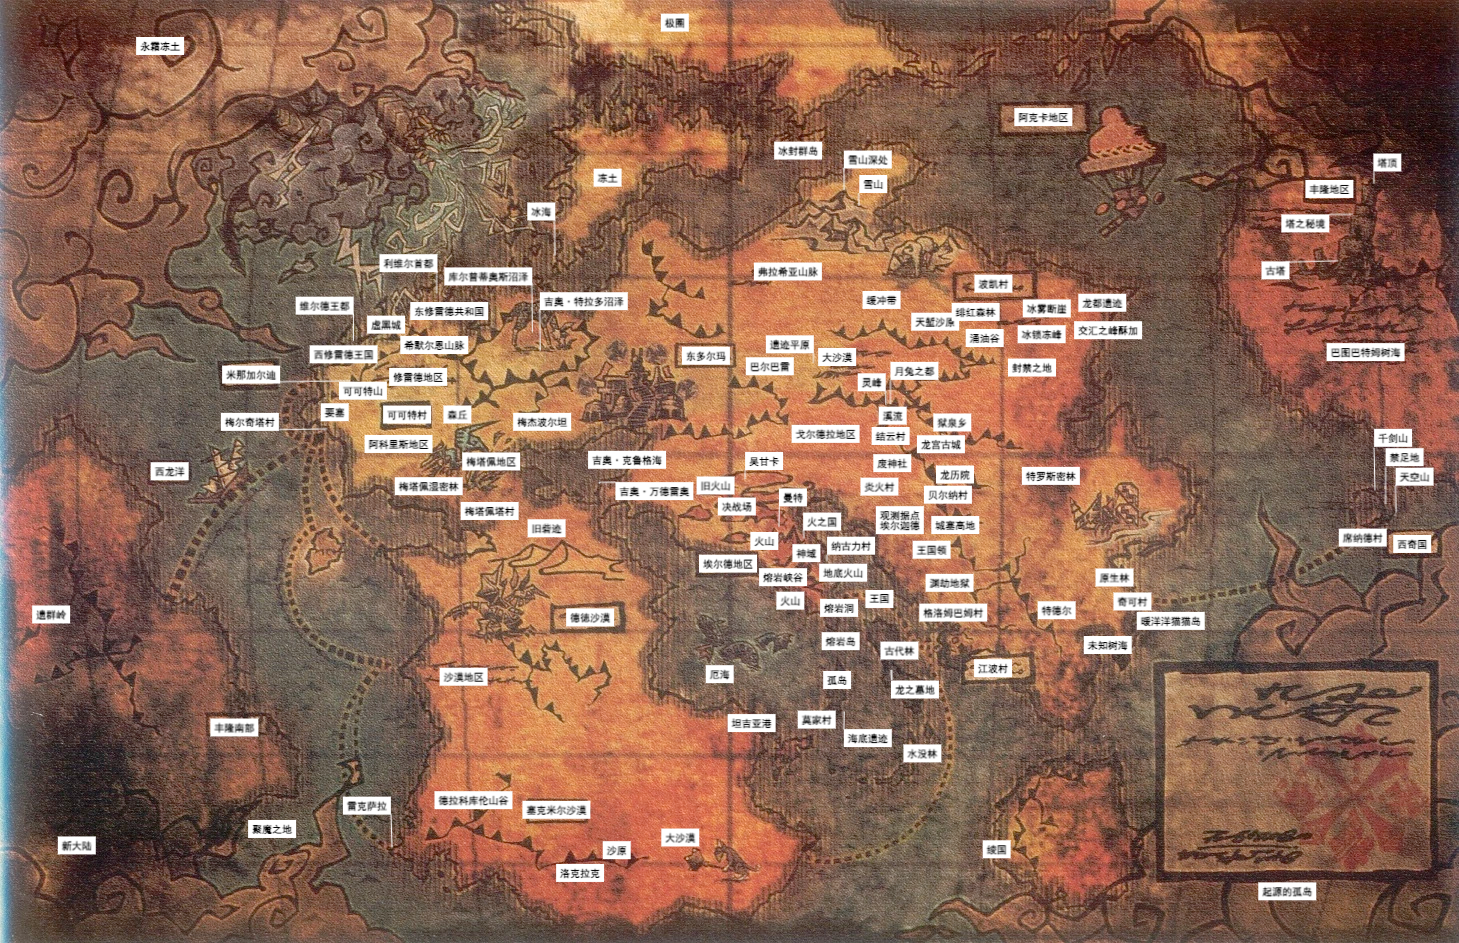 极圈
永霜冻土
阿克卡地区
冰封群岛
雪山深处
塔顶
冻土
雪山
丰隆地区
冰海
塔之秘境
利维尔首都
库尔普蒂奥斯沼泽
弗拉希亚山脉
古塔
波凯村
维尔德王都
东修雷德共和国
吉奥·特拉多沼泽
缓冲带
绯红森林
冰雾断崖
龙都遗迹
虚黑城
天堑沙原
涌油谷
冰锁冻峰
交汇之峰酥加
西修雷德王国
希默尔恩山脉
东多尔玛
遗迹平原
大沙漠
巴图巴特姆树海
米那加尔迪
修雷德地区
巴尔巴雷
月兔之都
封禁之地
可可特山
灵峰
梅尔奇塔村
要塞
可可特村
森丘
梅杰波尔坦
溪流
狱泉乡
阿科里斯地区
戈尔德拉地区
结云村
龙宫古城
千剑山
西龙洋
梅塔佩地区
吉奥·克鲁格海
吴甘卡
废神社
龙历院
特罗斯密林
禁足地
天空山
梅塔佩湿密林
吉奥·万德雷奥
旧火山
曼特
炎火村
贝尔纳村
梅塔佩塔村
决战场
火之国
观测据点
埃尔迦德
城塞高地
旧砦迹
火山
神域
纳古力村
王国领
席纳德村
西奇国
埃尔德地区
熔岩峡谷
地底火山
渊劫地狱
原生林
遗群岭
德德沙漠
火山
熔岩洞
王国
格洛姆巴姆村
特德尔
奇可村
暖洋洋猫猫岛
熔岩岛
古代林
未知树海
沙漠地区
厄海
孤岛
龙之墓地
江波村
丰隆南部
坦吉亚港
莫家村
海底遗迹
水没林
雷克萨拉
德拉科库伦山谷
塞克米尔沙漠
聚魔之地
大沙漠
新大陆
沙原
绫国
洛克拉克
起源的孤岛